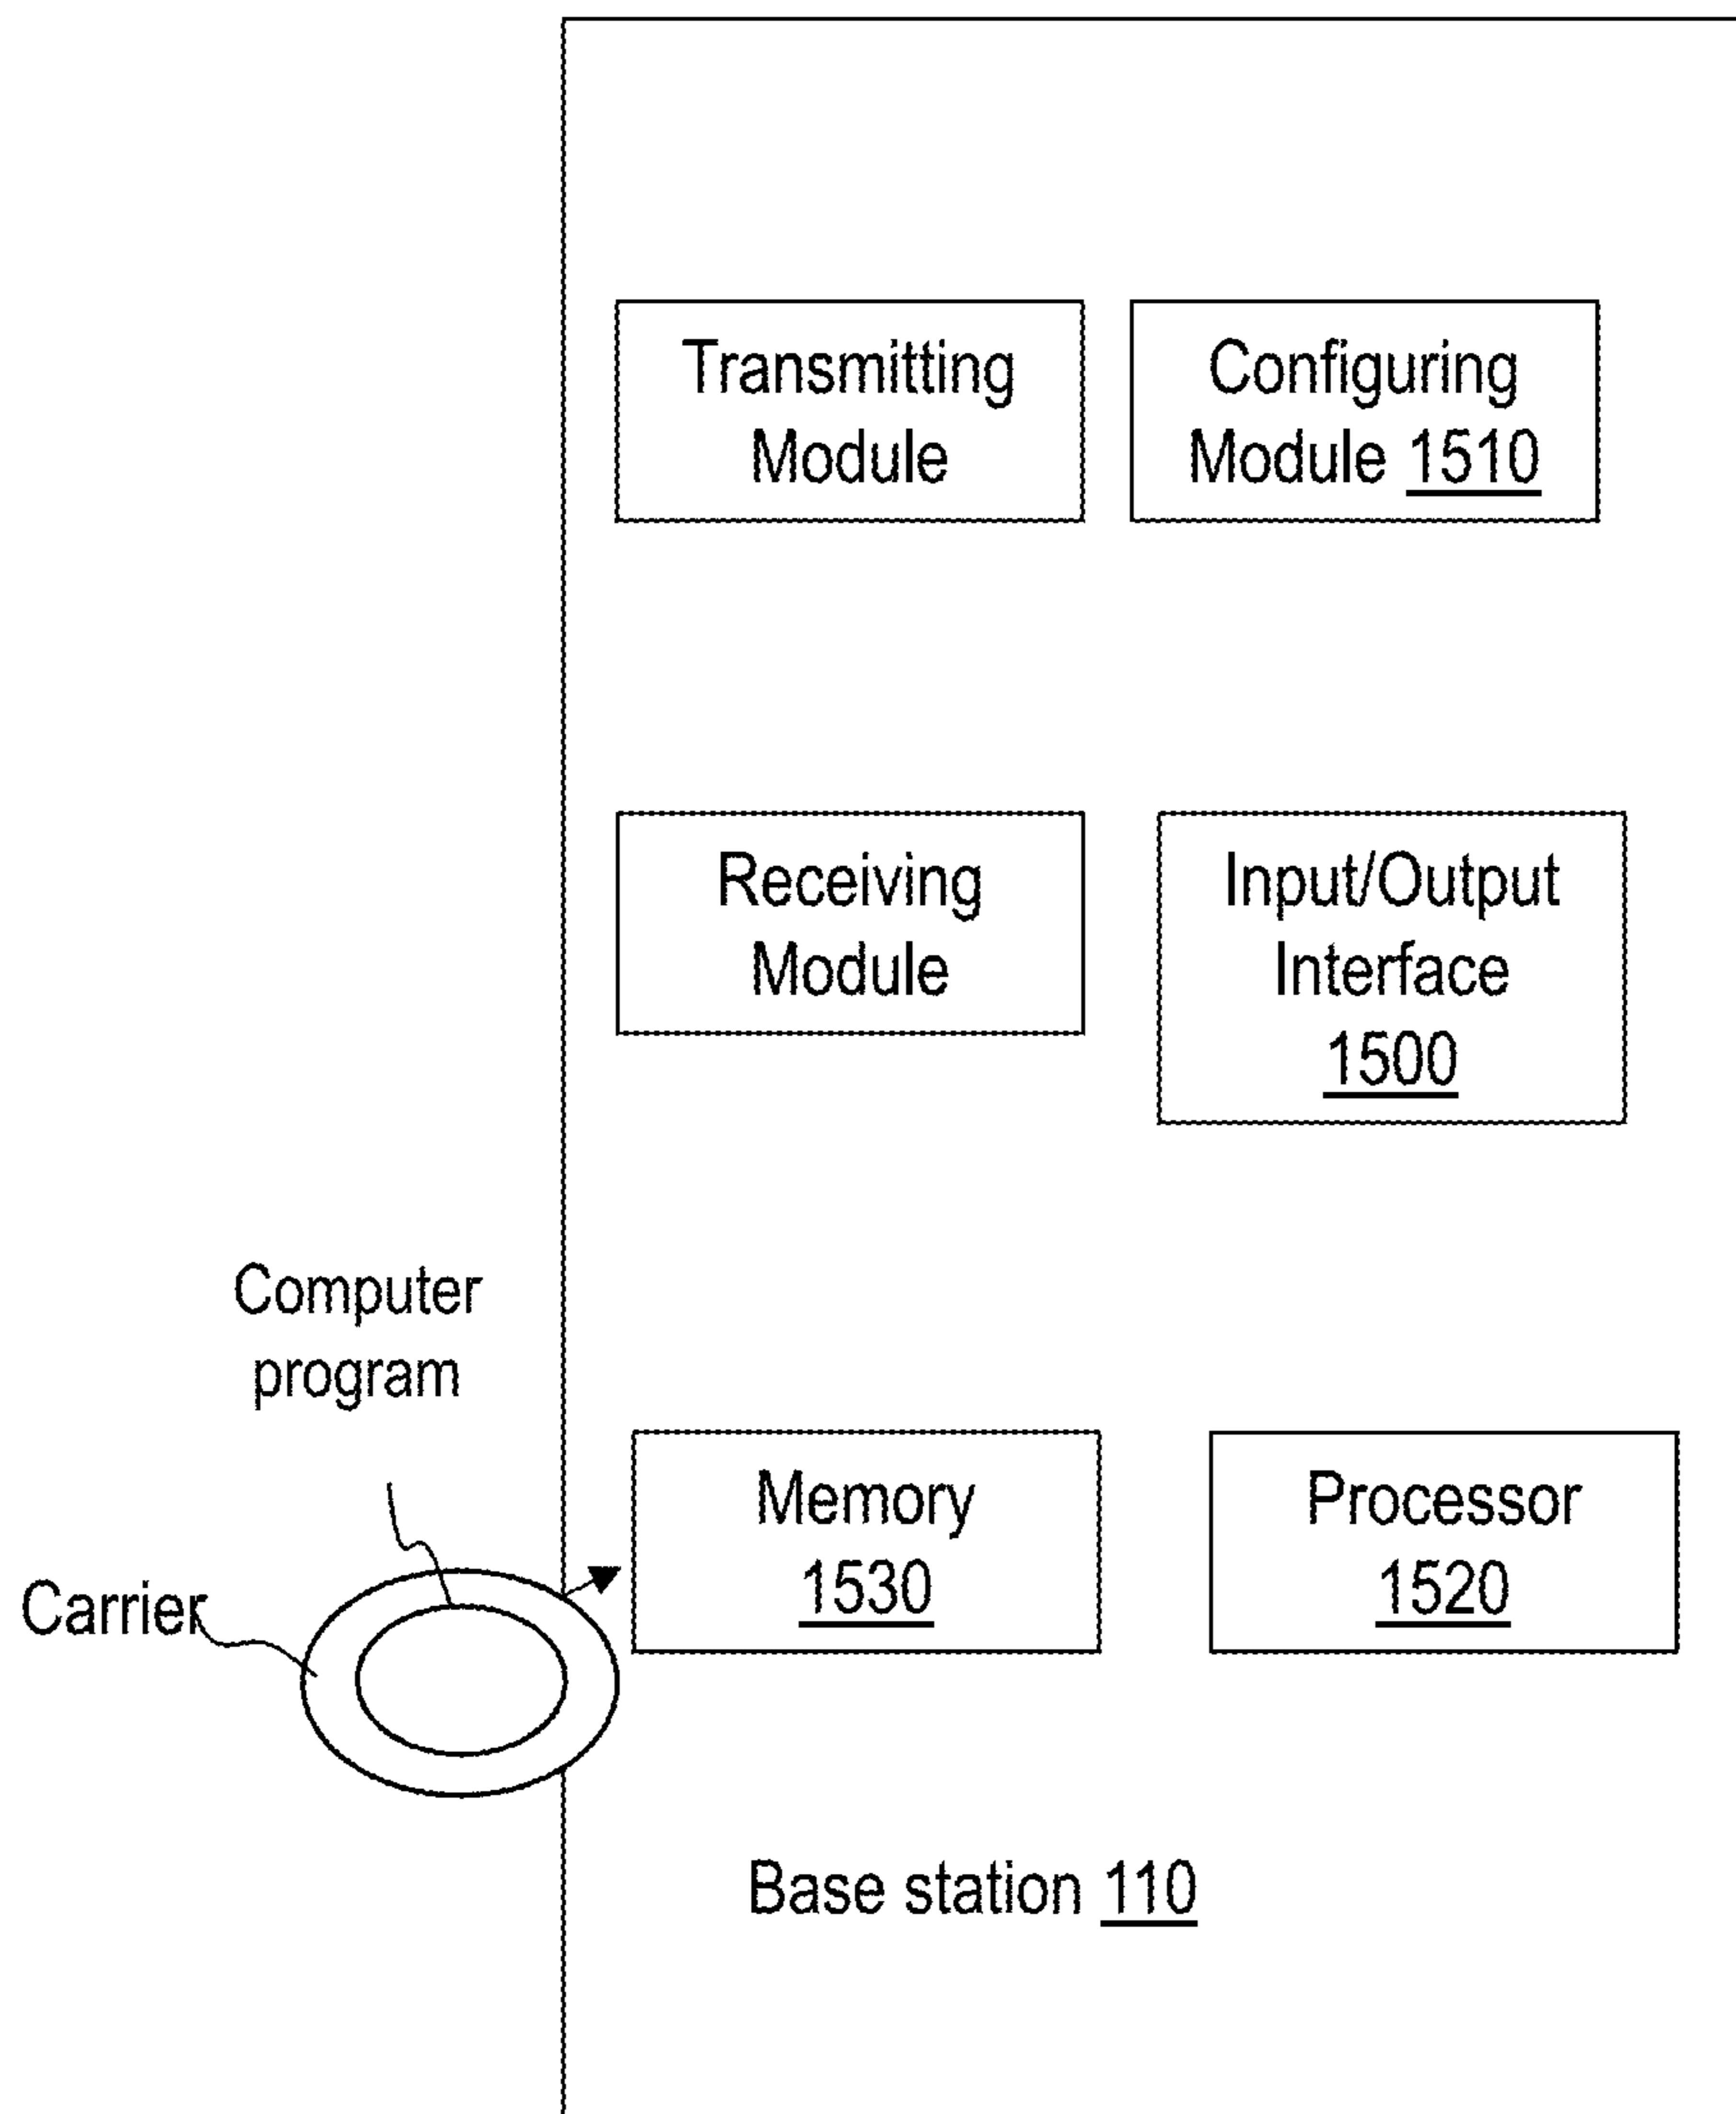 Transmitting
Module
Configuring
Module 1510
Receiving
Module
Input/Output
Interface
1500
Computer
program
Carrier
Memory
1530
Processor
1520
Base station 110